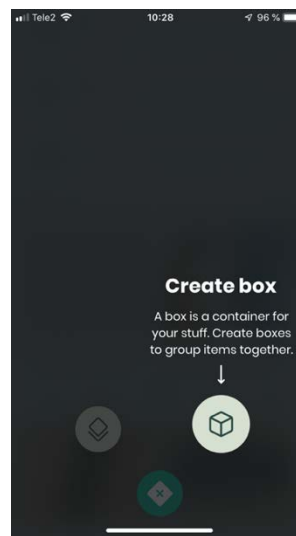 Tele2 10:28 96 %
Create box
A box is a container for
your stuff. Create boxes
to group items together.